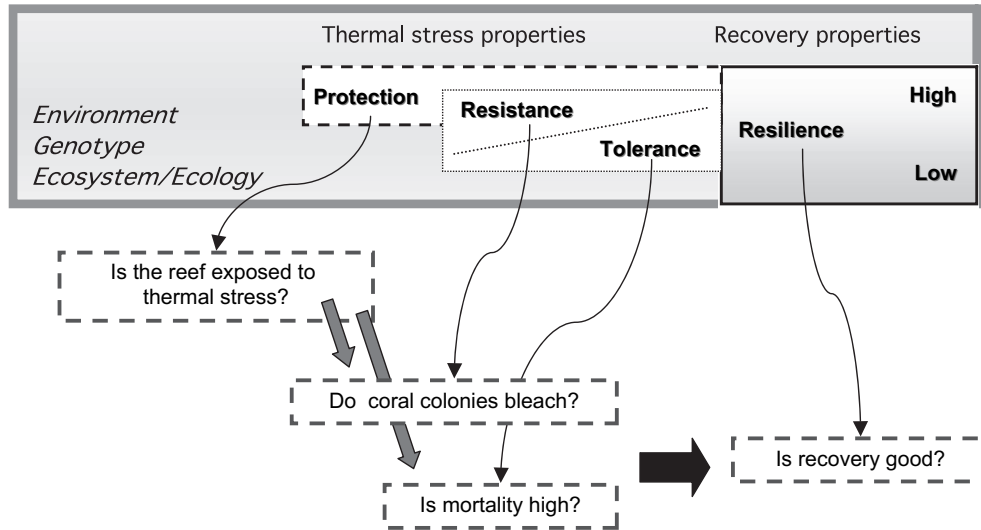 Thermal stress properties
Recovery properties
Environment
Genotype
Ecosystem/Ecology
Protection
Resistance
Tolerance
Resilience
High
Low
Is the reef exposed to
thermal stress?
Do coral colonies bleach?
Is mortality high?
Is recovery good?